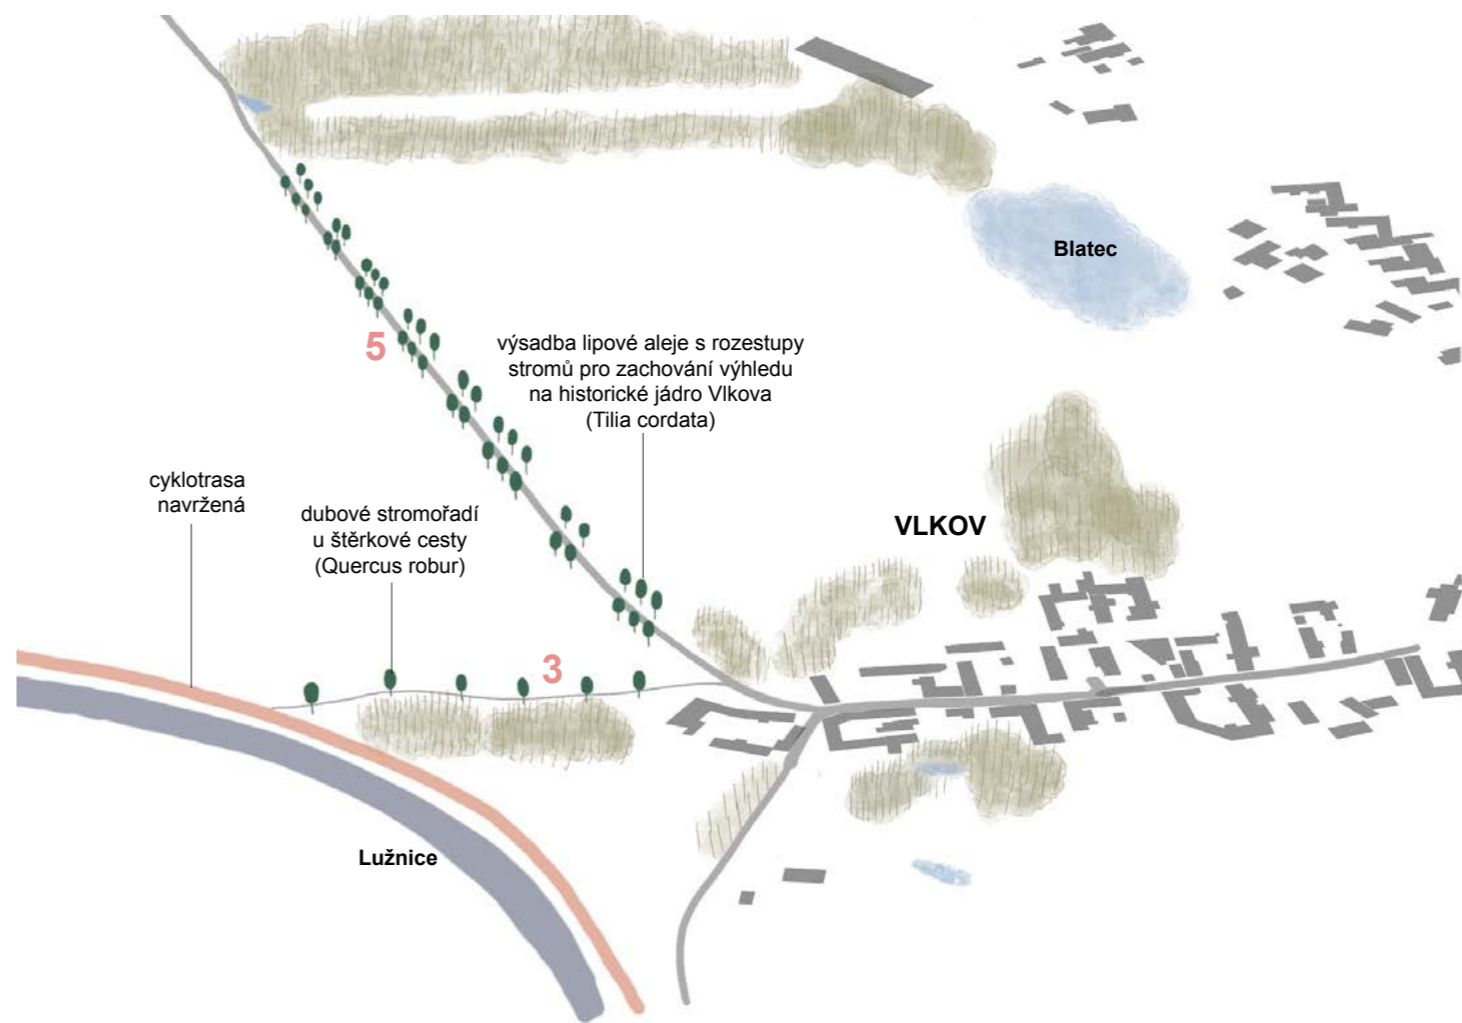 Blatec
5
výsadba lipové aleje s rozestupy
stromů pro zachování výhledu
na historické jádro Vlkova
(Tilia cordata)
cyklotrasa
navržená
dubové stromořadí
u štěrkové cesty
(Quercus robur)
VLKOV
3
Lužnice